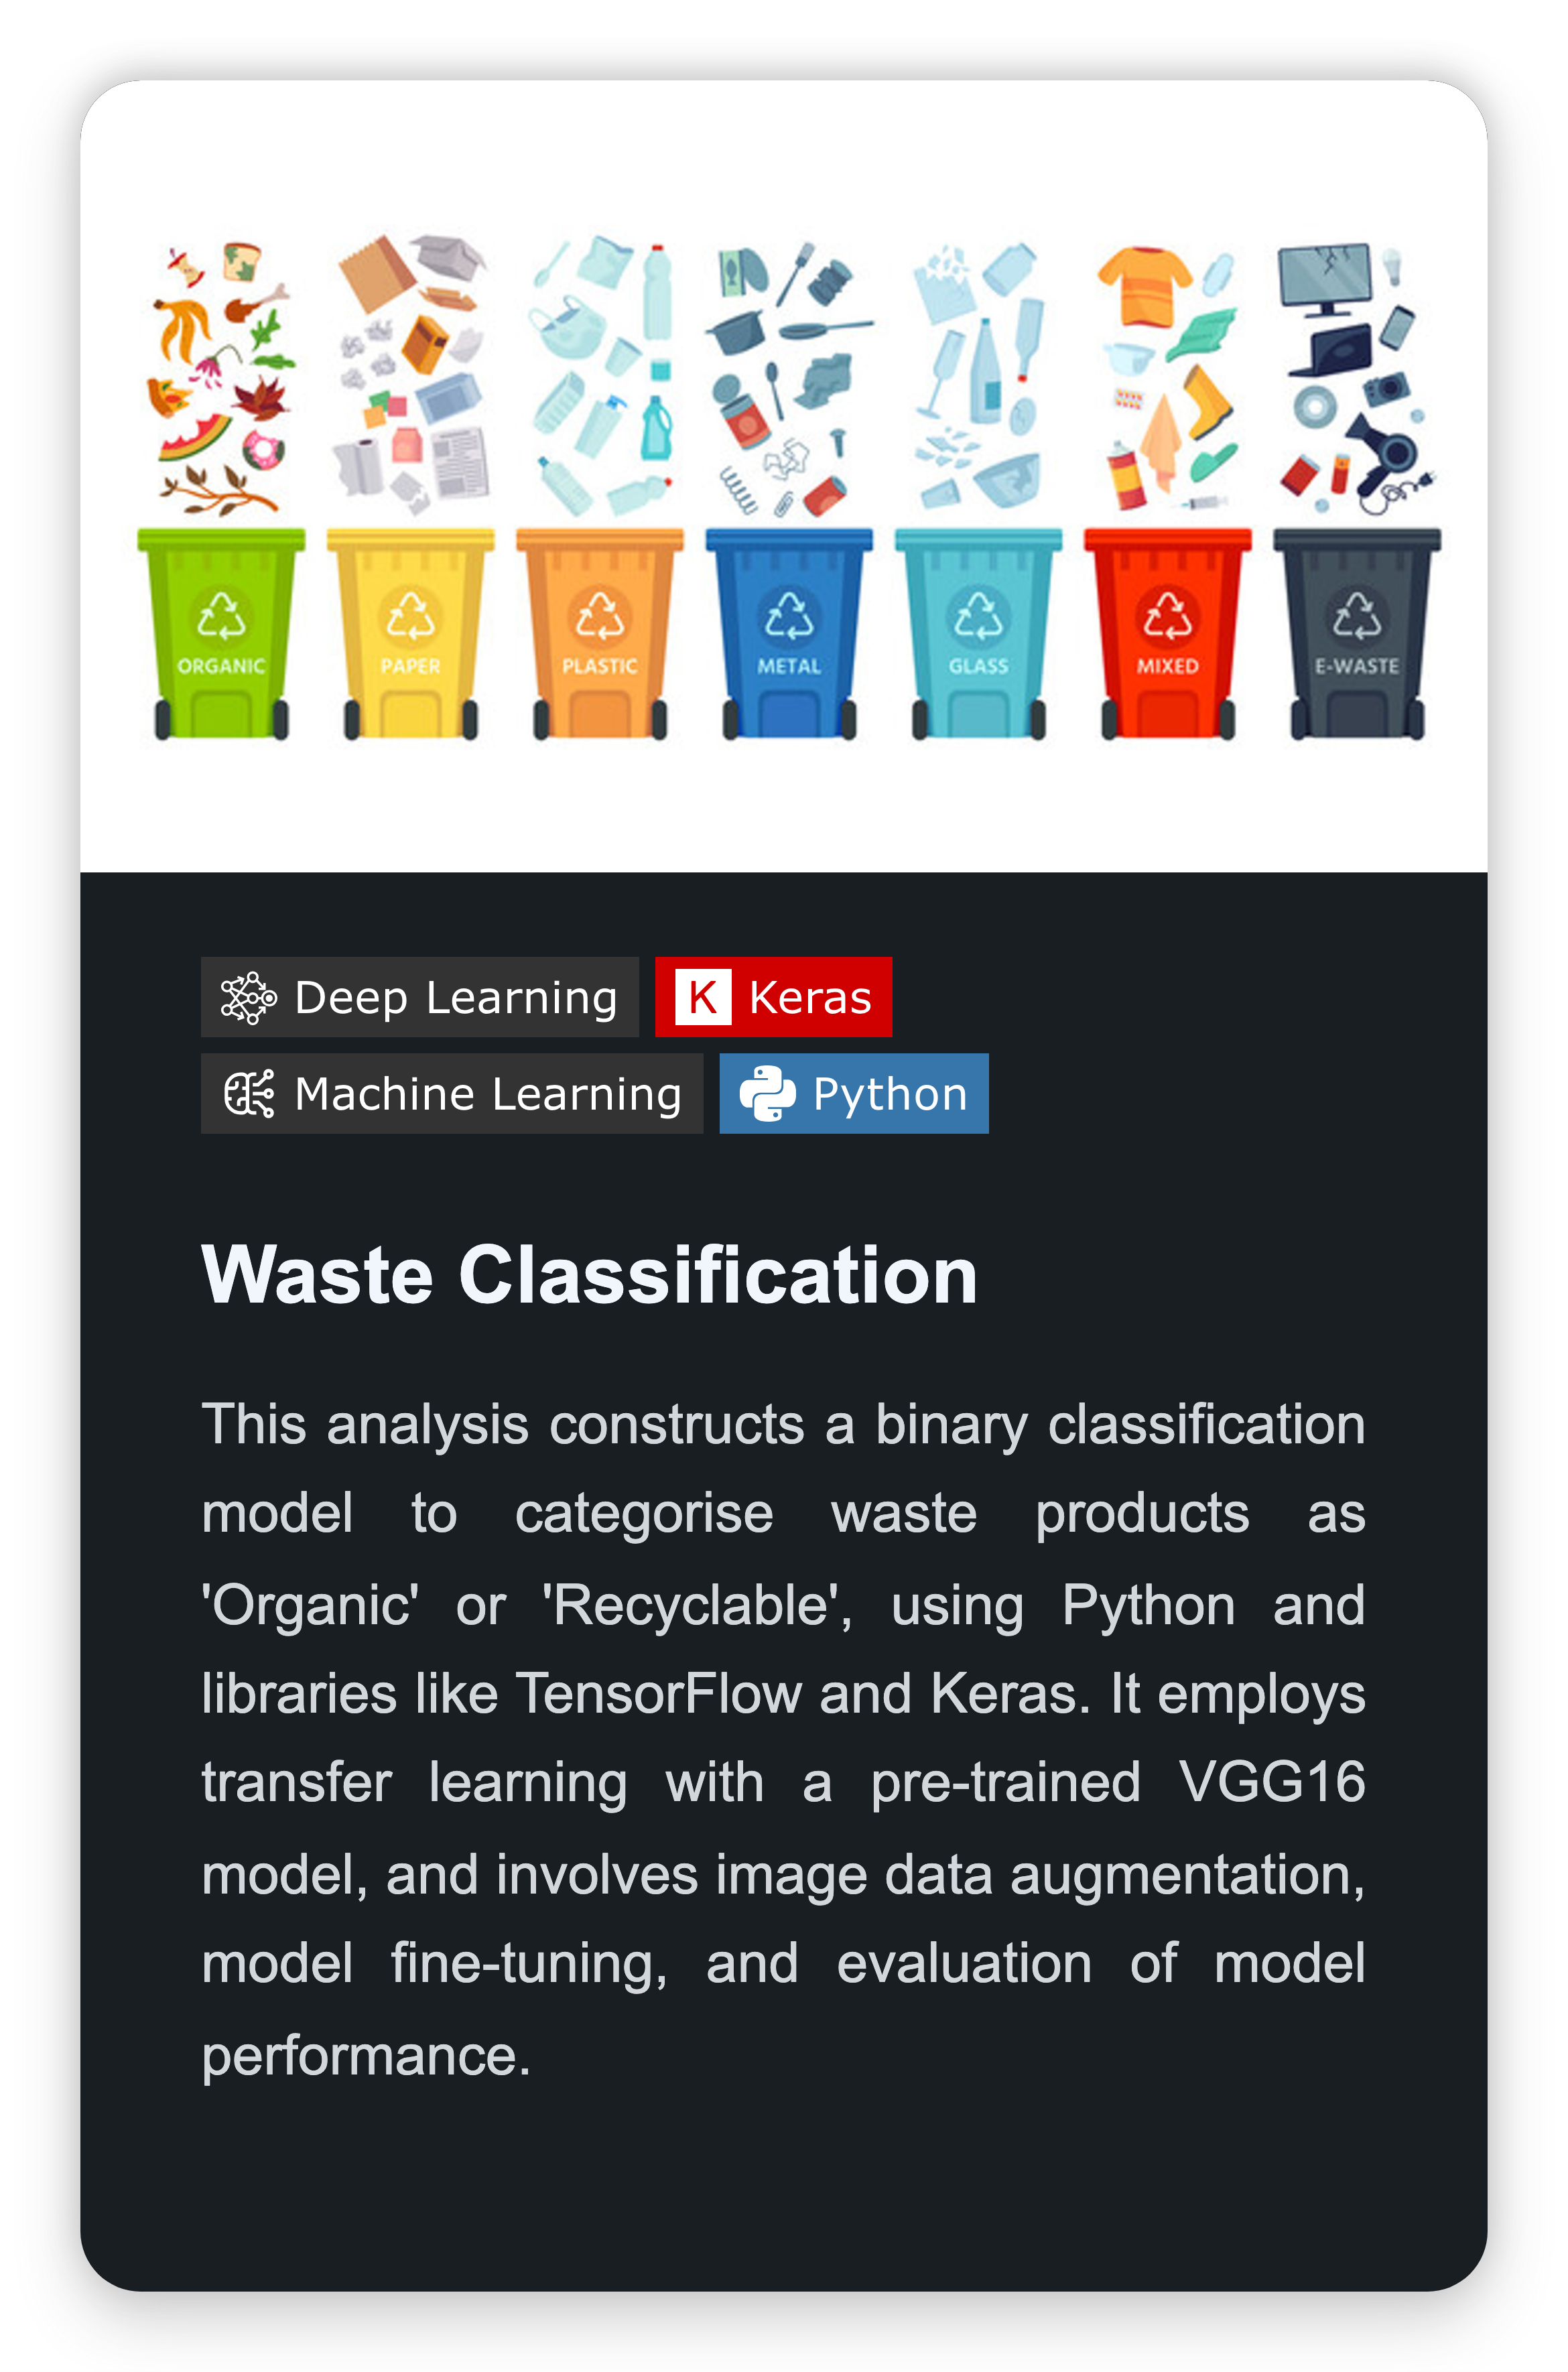 ORGANIC PAPER PLASTIC METAL GLASS MIXED E-WASTE
Deep Learning K Keras
Machine Learning Python
Waste Classification
This analysis constructs a binary classification
model to categorise waste products as
'Organic' or 'Recyclable', using Python and
libraries like TensorFlow and Keras. It employs
transfer learning with a pre-trained VGG16
model, and involves image data augmentation,
model fine-tuning, and evaluation of model
performance.